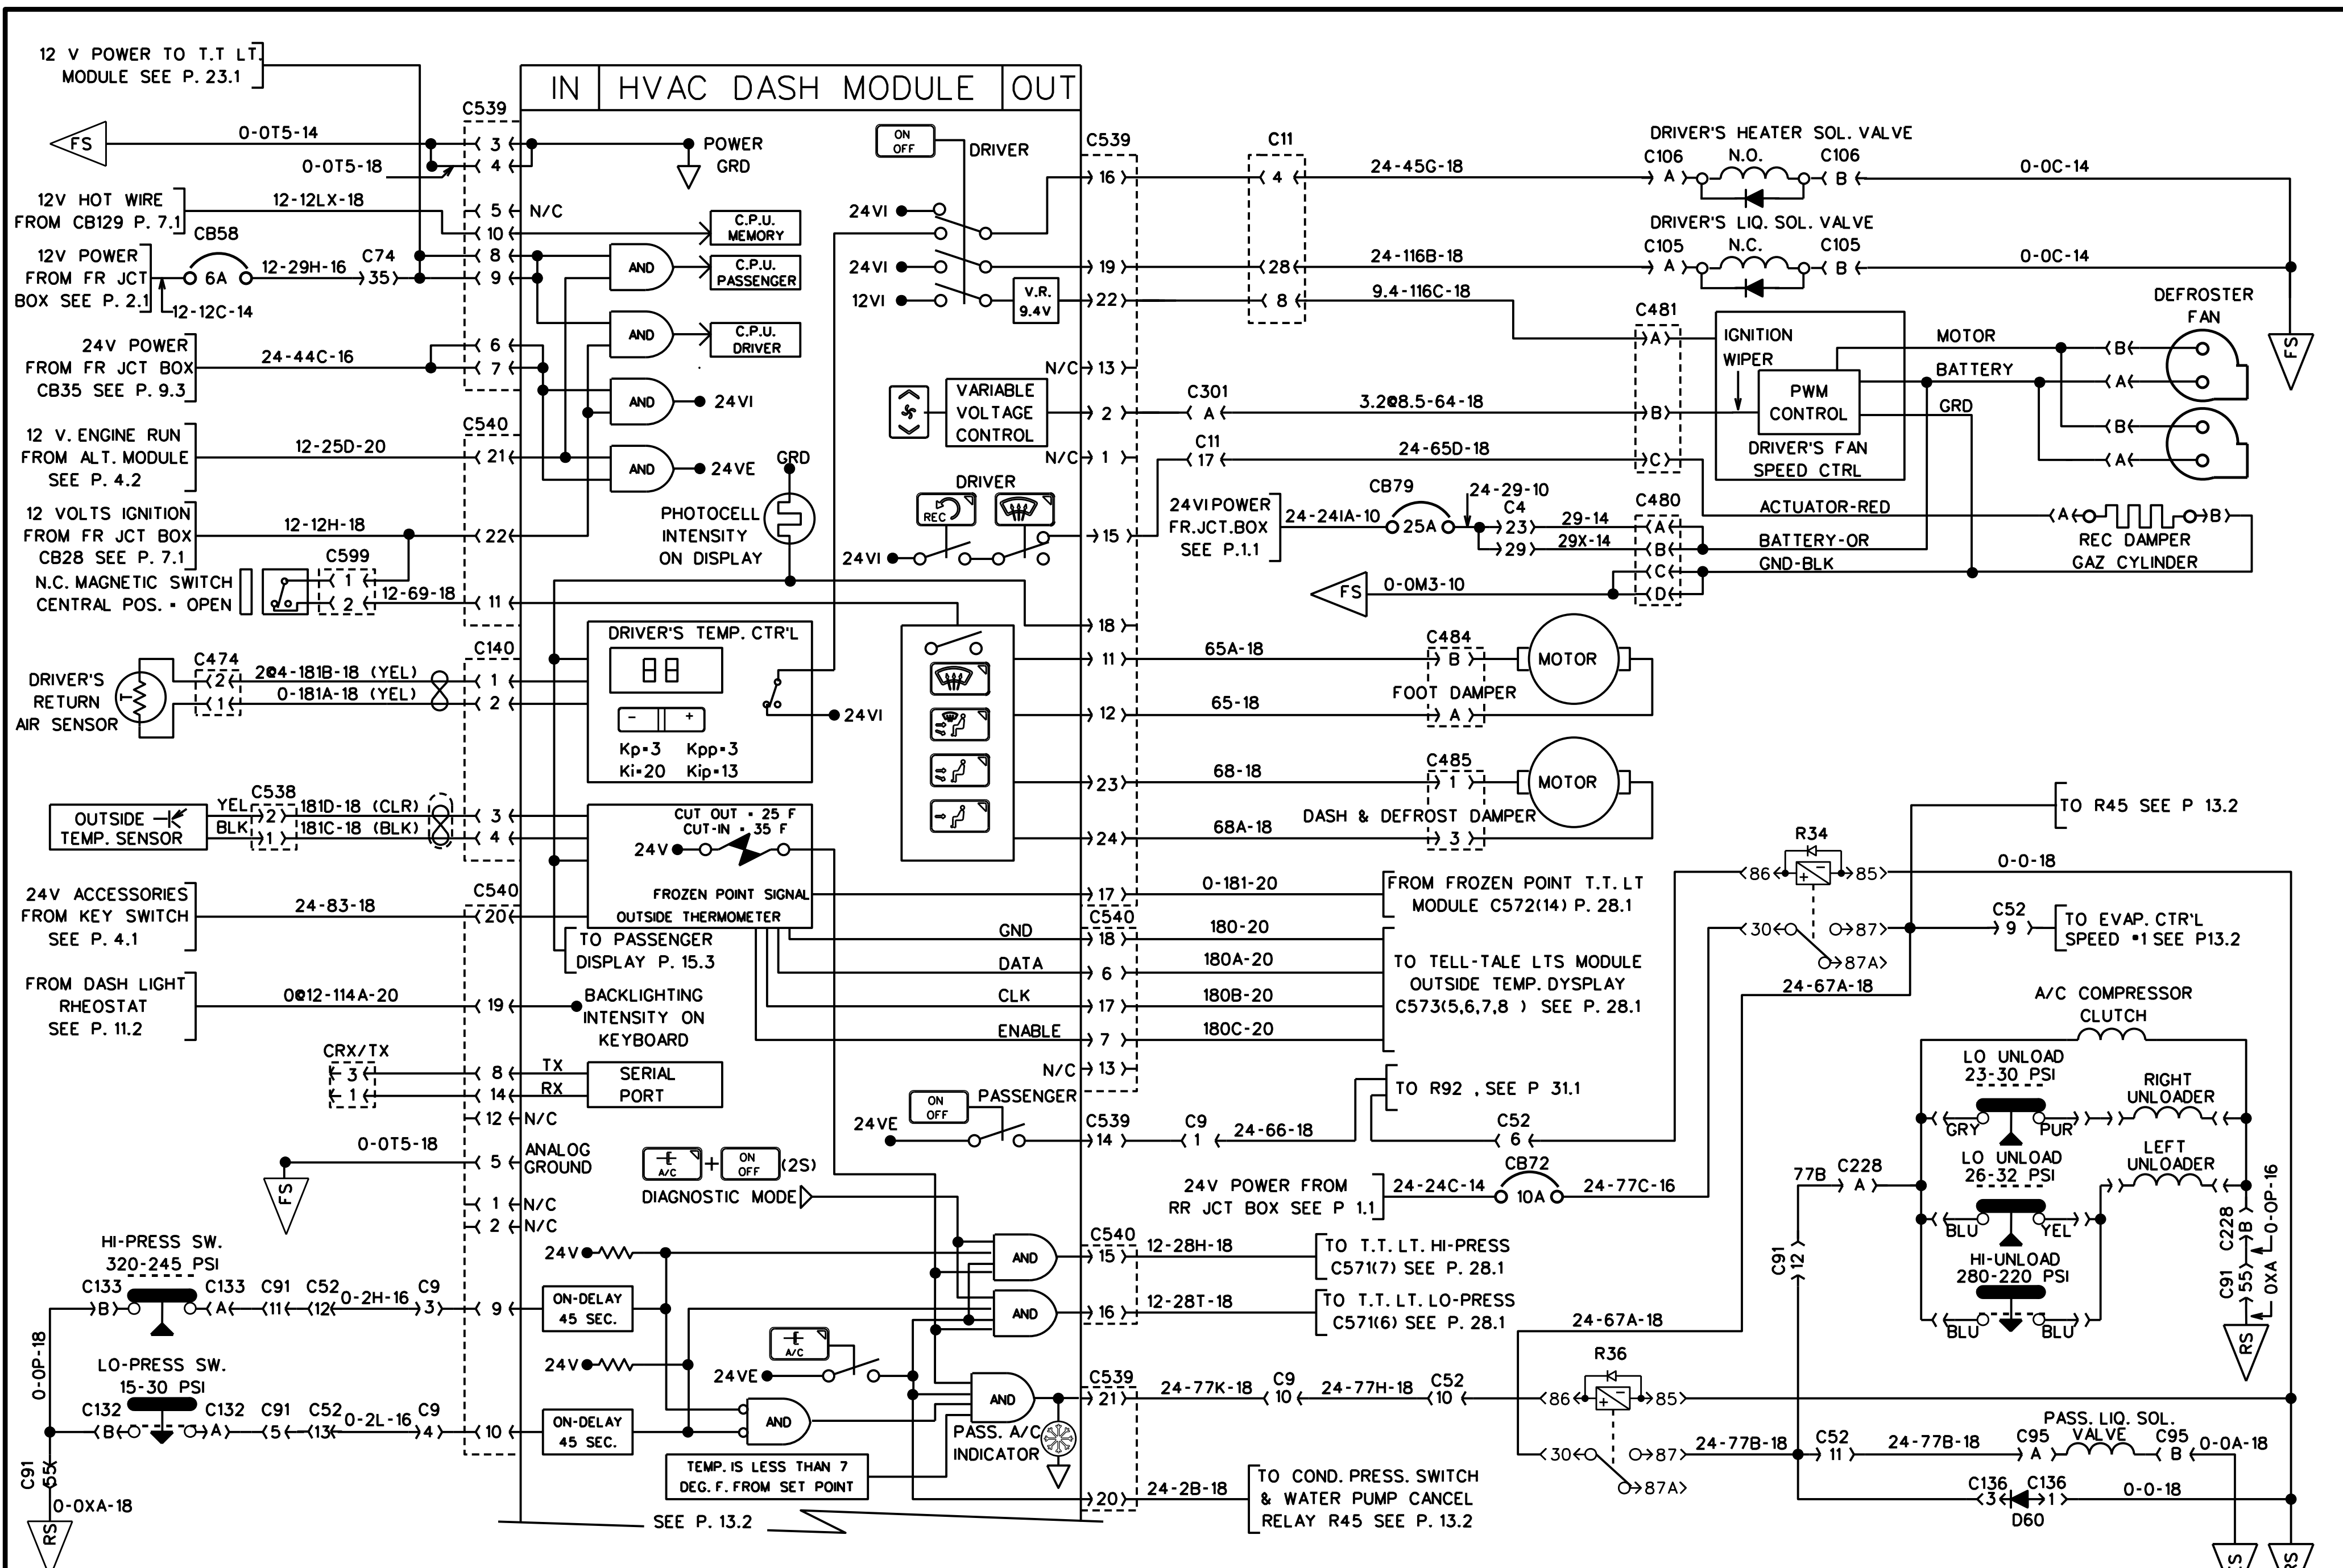 12 V POWER TO T.T LT.
MODULE SEE P. 23.1
IN
HVAC DASH MODULE
OUT
C539
FS
0-0T5-14
3
POWER
0-0T5-18
4
GRD
12V HOT WIRE
FROM CB129 P. 7.1
12-12LX-18
5
N/C
10
C.P.U.
MEMORY
CB58
12V POWER
FROM FR JCT
BOX SEE P. 2.1
6A
12-29H-16
C74
35
12-12C-14
8
9
AND
C.P.U.
PASSENGER
AND
C.P.U.
DRIVER
24V POWER
FROM FR JCT BOX
CB35 SEE P. 9.3
24-44C-16
6
7
AND
24VI
12 V. ENGINE RUN
FROM ALT. MODULE
SEE P. 4.2
12-25D-20
C540
21
AND
24VE
GRD
12 VOLTS IGNITION
FROM FR JCT BOX
CB28 SEE P. 7.1
12-12H-18
22
PHOTOCELL
INTENSITY
ON DISPLAY
C599
N.C. MAGNETIC SWITCH
CENTRAL POS. = OPEN
1
2
12-69-18
11
ON
OFF
DRIVER
24VI
24VI
12VI
V.R.
9.4V
C539
16
19
22
N/C
13
VARIABLE
VOLTAGE
CONTROL
2
N/C
1
DRIVER
REC
24VI
15
18
C11
4
28
8
24-45G-18
24-116B-18
9.4-116C-18
DRIVER'S HEATER SOL. VALVE
C106
N.O.
C106
A
B
0-0C-14
DRIVER'S LIQ. SOL. VALVE
C105
N.C.
C105
A
B
0-0C-14
FS
C301
A
3.2@8.5-64-18
C11
17
24-65D-18
C481
A
B
C
IGNITION
WIPER
PWM
CONTROL
DRIVER'S FAN
SPEED CTRL
MOTOR
BATTERY
GRD
DEFROSTER
FAN
B
A
B
A
24VI POWER
FR.JCT.BOX
SEE P.1.1
24-24IA-10
CB79
25A
24-29-10
C4
23
29
29-14
29X-14
C480
A
B
C
D
ACTUATOR-RED
BATTERY-OR
GND-BLK
A
B
REC DAMPER
GAZ CYLINDER
FS
0-0M3-10
DRIVER'S
RETURN
AIR SENSOR
C474
2
1
2@4-181B-18 (YEL)
0-181A-18 (YEL)
C140
1
2
DRIVER'S TEMP. CTR'L
88
-
+
Kp=3 Kpp=3
Ki=20 Kip=13
24VI
11
12
23
24
65A-18
C484
B
MOTOR
FOOT DAMPER
65-18
A
68-18
C485
1
MOTOR
DASH & DEFROST DAMPER
68A-18
3
OUTSIDE
TEMP. SENSOR
YEL
BLK
C538
2
1
181D-18 (CLR)
181C-18 (BLK)
3
4
CUT OUT = 25 F
CUT-IN = 35 F
24V
FROZEN POINT SIGNAL
OUTSIDE THERMOMETER
17
0-181-20
FROM FROZEN POINT T.T. LT
MODULE C572(14) P. 28.1
24V ACCESSORIES
FROM KEY SWITCH
SEE P. 4.1
24-83-18
C540
20
TO PASSENGER
DISPLAY P. 15.3
C540
GND
18
180-20
DATA
6
180A-20
CLK
17
180B-20
ENABLE
7
180C-20
TO TELL-TALE LTS MODULE
OUTSIDE TEMP. DYSPLAY
C573(5,6,7,8 ) SEE P. 28.1
N/C
13
FROM DASH LIGHT
RHEOSTAT
SEE P. 11.2
0@12-114A-20
19
BACKLIGHTING
INTENSITY ON
KEYBOARD
CRX/TX
3
1
8
14
TX
RX
SERIAL
PORT
12
N/C
0-0T5-18
5
ANALOG
GROUND
FS
1
N/C
2
N/C
ON
OFF
PASSENGER
24VE
C539
14
C9
1
24-66-18
TO R92 , SEE P 31.1
C52
6
A/C
+
ON
OFF
(2S)
DIAGNOSTIC MODE
24V POWER FROM
RR JCT BOX SEE P 1.1
24-24C-14
CB72
10A
24-77C-16
TO R45 SEE P 13.2
R34
86
85
0-0-18
30
87
87A
C52
9
TO EVAP. CTR'L
SPEED #1 SEE P13.2
24-67A-18
A/C COMPRESSOR
CLUTCH
LO UNLOAD
23-30 PSI
GRY
PUR
RIGHT
UNLOADER
LO UNLOAD
26-32 PSI
BLU
YEL
LEFT
UNLOADER
HI-UNLOAD
280-220 PSI
BLU
BLU
77B
C228
A
C91
12
C228
B
0-0P-16
C91
55
0XA
RS
HI-PRESS SW.
320-245 PSI
C133
B
C133
A
C91
11
C52
12
0-2H-16
C9
3
9
24V
ON-DELAY
45 SEC.
AND
C540
15
12-28H-18
TO T.T. LT. HI-PRESS
C571(7) SEE P. 28.1
AND
16
12-28T-18
TO T.T. LT. LO-PRESS
C571(6) SEE P. 28.1
0-0P-18
LO-PRESS SW.
15-30 PSI
C132
B
C132
A
C91
5
C52
13
0-2L-16
C9
4
10
24V
ON-DELAY
45 SEC.
A/C
24VE
AND
AND
PASS. A/C
INDICATOR
TEMP. IS LESS THAN 7
DEG. F. FROM SET POINT
C539
21
24-77K-18
C9
10
24-77H-18
C52
10
24-67A-18
R36
86
85
30
87
87A
24-77B-18
C52
11
24-77B-18
C95
A
PASS. LIQ. SOL.
VALVE
C95
B
0-0A-18
C136
3
C136
1
D60
0-0-18
20
24-2B-18
TO COND. PRESS. SWITCH
& WATER PUMP CANCEL
RELAY R45 SEE P. 13.2
SEE P. 13.2
C91
55
0-0XA-18
RS
RS